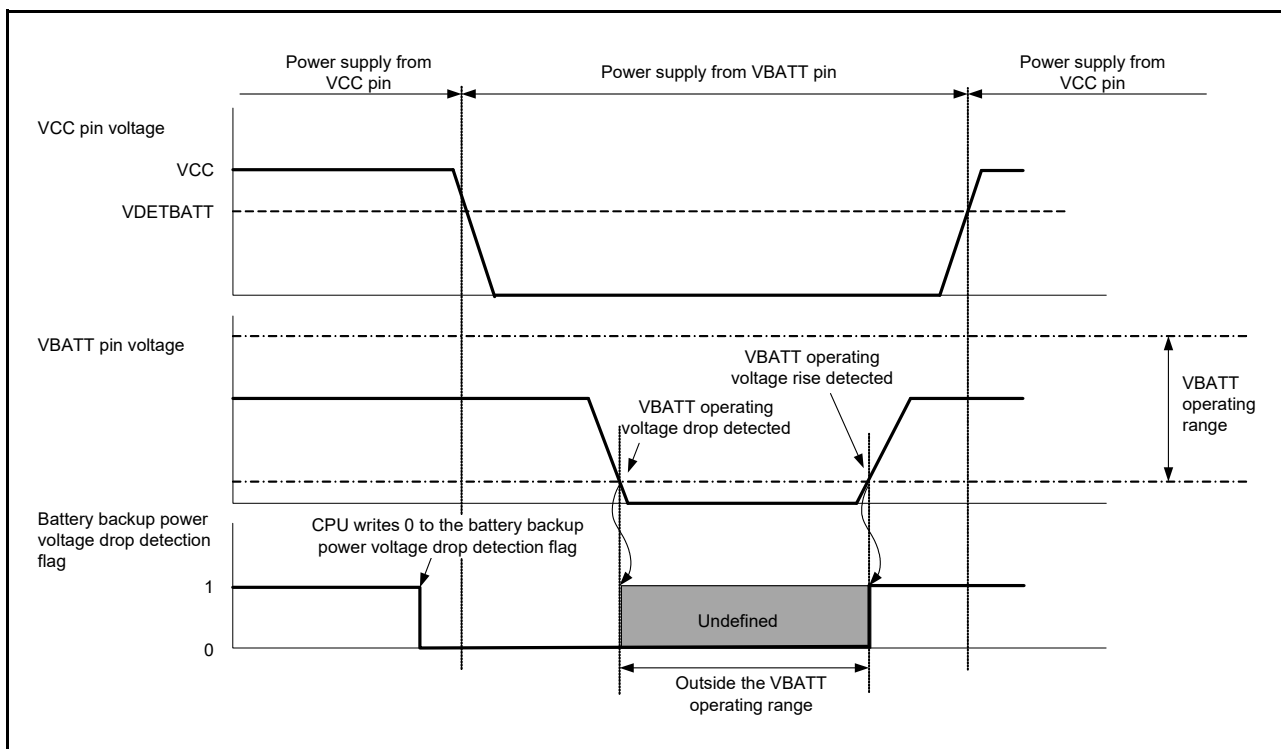 Power supply from
VCC pin
Power supply from VBATT pin
Power supply from
VCC pin
VCC pin voltage
VCC
VDETBATT
VBATT pin voltage
VBATT operating
voltage rise detected
VBATT operating
voltage drop detected
VBATT
operating
range
Battery backup power
voltage drop detection
flag
CPU writes 0 to the battery backup
power voltage drop detection flag
1
Undefined
0
Outside the VBATT
operating range